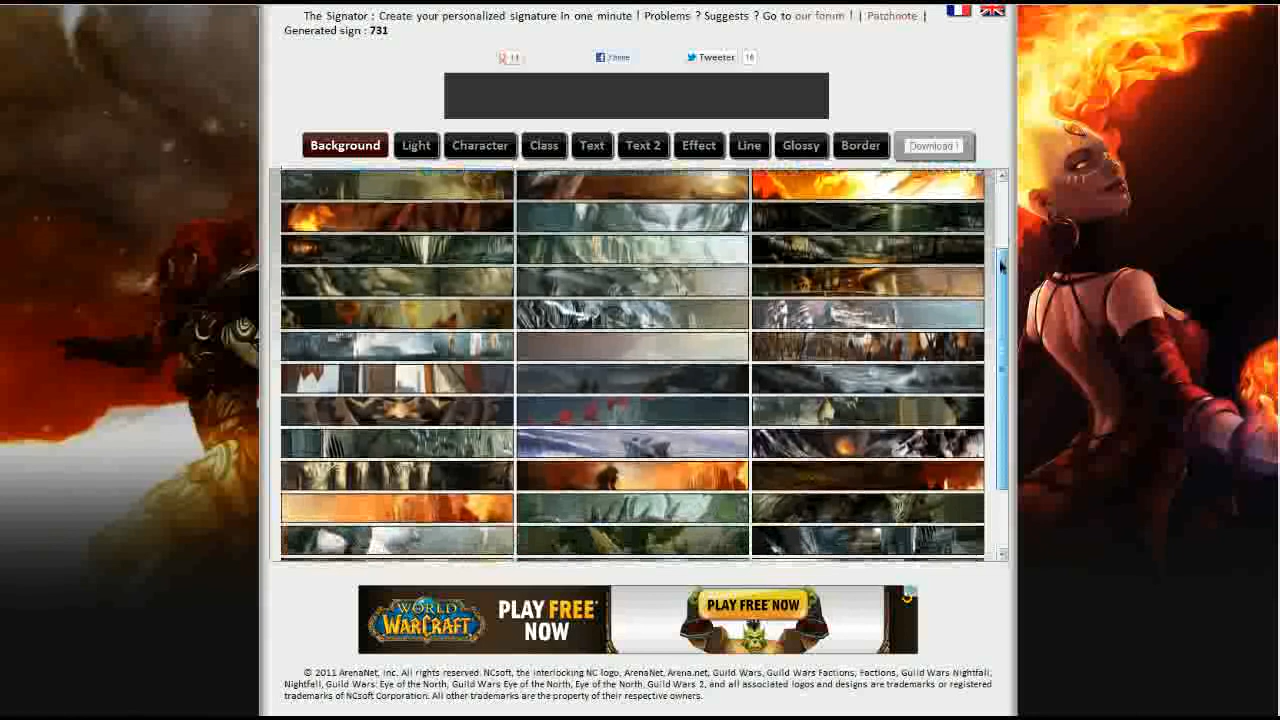 The Signator : Create your personalized signature in one minute ! Problems ? Suggests ? Go to our forum ! | Patchnote |
Generated sign : 731
11
J'aime
Tweeter
16
Background
Light
Character
Class
Text
Text 2
Effect
Line
Glossy
Border
Download !
WORLD OF WARCRAFT
PLAY FREE*
NOW
PLAY FREE NOW
© 2011 ArenaNet, Inc. All rights reserved. NCsoft, the interlocking NC logo, ArenaNet, Arena.net, Guild Wars, Guild Wars Factions, Factions, Guild Wars Nightfall,
Nightfall, Guild Wars: Eye of the North, Guild Wars Eye of the North, Eye of the North, Guild Wars 2, and all associated logos and designs are trademarks or registered
trademarks of NCsoft Corporation. All other trademarks are the property of their respective owners.